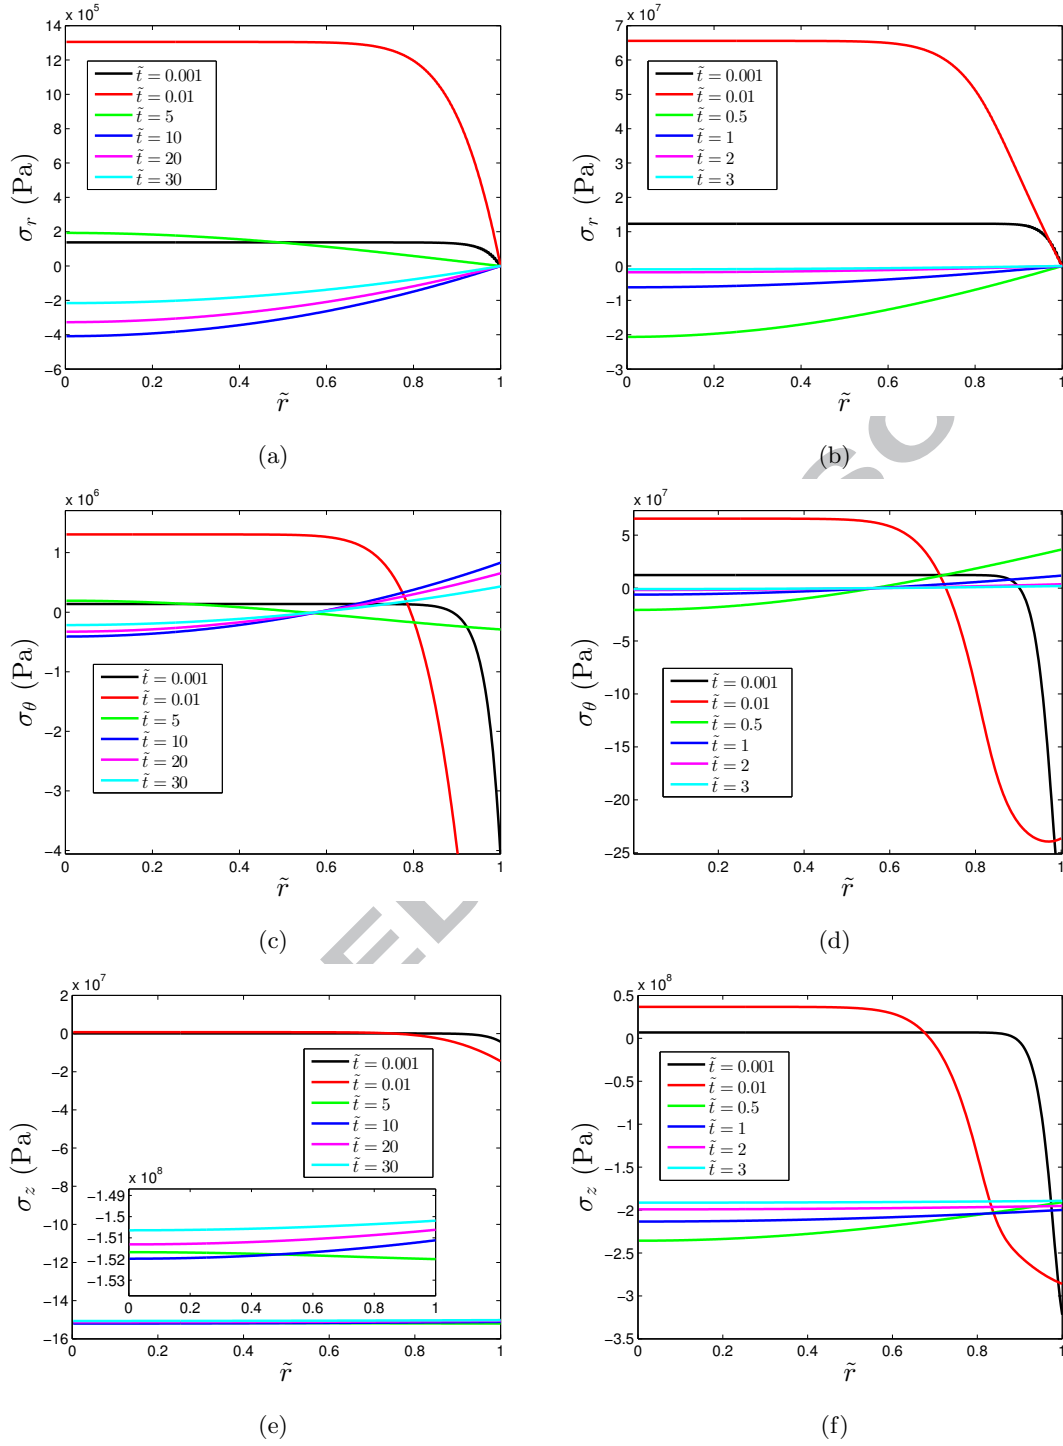 x 10^5
14
12
10
8
6
4
2
0
−2
−4
−6
0 0.2 0.4 0.6 0.8 1
σ_r (Pa)
r̃
t̃ = 0.001
t̃ = 0.01
t̃ = 5
t̃ = 10
t̃ = 20
t̃ = 30
(a)
x 10^7
7
6
5
4
3
2
1
0
−1
−2
−3
0 0.2 0.4 0.6 0.8 1
σ_r (Pa)
r̃
t̃ = 0.001
t̃ = 0.01
t̃ = 0.5
t̃ = 1
t̃ = 2
t̃ = 3
(b)
x 10^6
1
0
−1
−2
−3
−4
0 0.2 0.4 0.6 0.8 1
σ_θ (Pa)
r̃
t̃ = 0.001
t̃ = 0.01
t̃ = 5
t̃ = 10
t̃ = 20
t̃ = 30
(c)
x 10^7
5
0
−5
−10
−15
−20
−25
0 0.2 0.4 0.6 0.8 1
σ_θ (Pa)
r̃
t̃ = 0.001
t̃ = 0.01
t̃ = 0.5
t̃ = 1
t̃ = 2
t̃ = 3
(d)
x 10^7
2
0
−2
−4
−6
−8
−10
−12
−14
−16
0 0.2 0.4 0.6 0.8 1
σ_z (Pa)
r̃
t̃ = 0.001
t̃ = 0.01
t̃ = 5
t̃ = 10
t̃ = 20
t̃ = 30
x 10^8
−1.49
−1.5
−1.51
−1.52
−1.53
0 0.2 0.4 0.6 0.8 1
(e)
x 10^8
0.5
0
−0.5
−1
−1.5
−2
−2.5
−3
−3.5
0 0.2 0.4 0.6 0.8 1
σ_z (Pa)
r̃
t̃ = 0.001
t̃ = 0.01
t̃ = 0.5
t̃ = 1
t̃ = 2
t̃ = 3
(f)